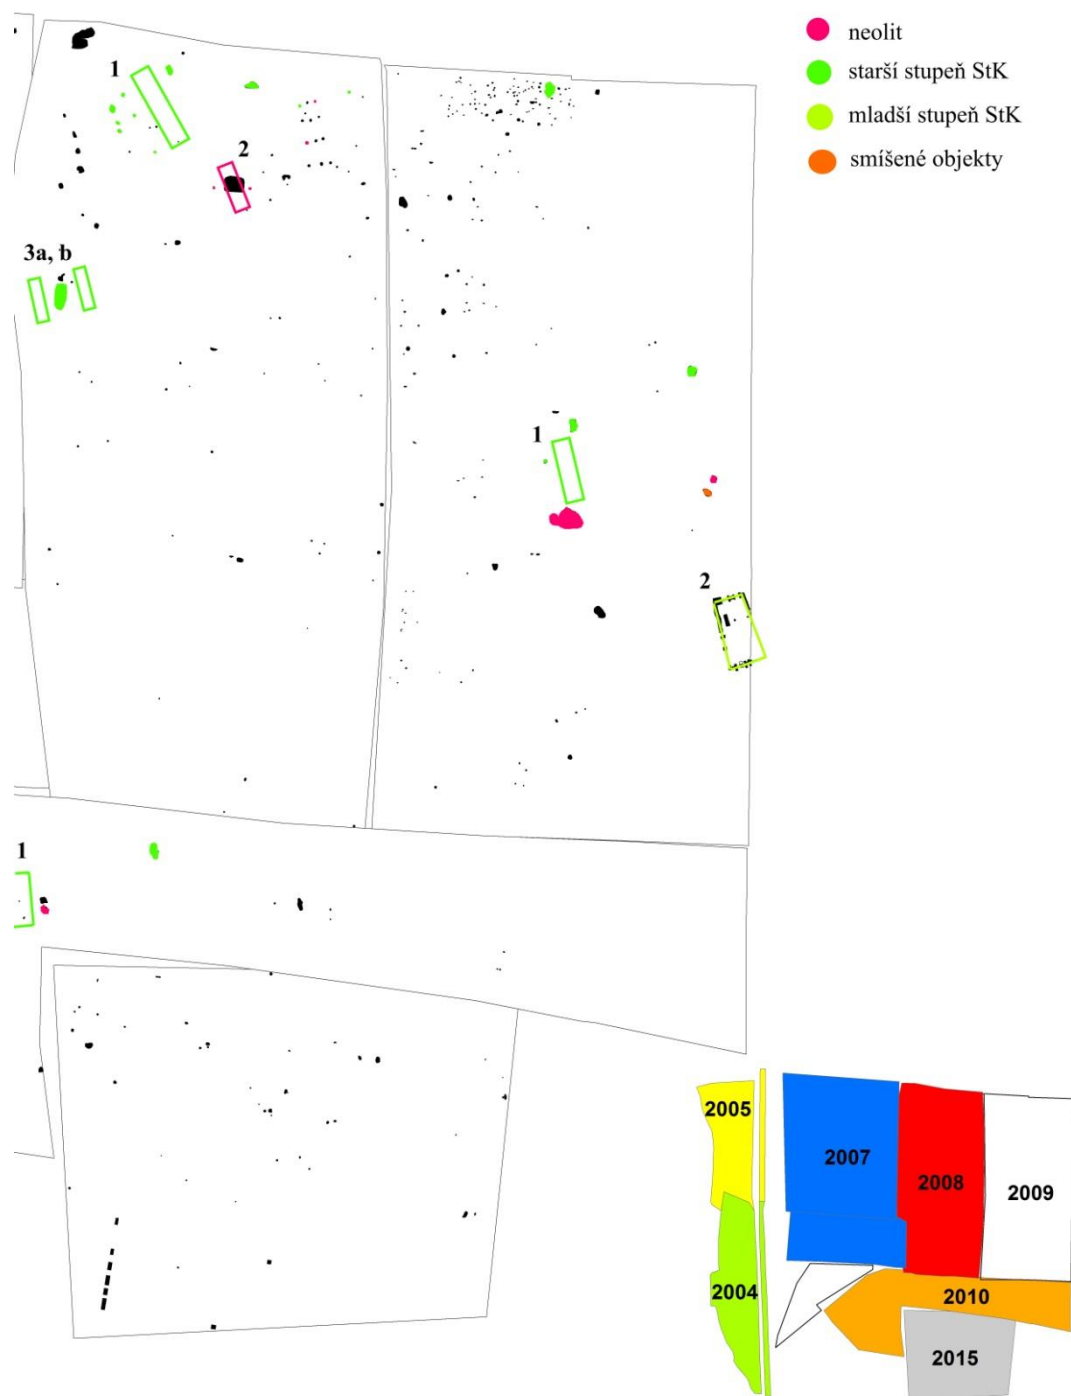 neolit
starší stupeň StK
mladší stupeň StK
smíšené objekty
1
2
3a, b
1
2
1
2005
2007
2008
2009
2004
2010
2015